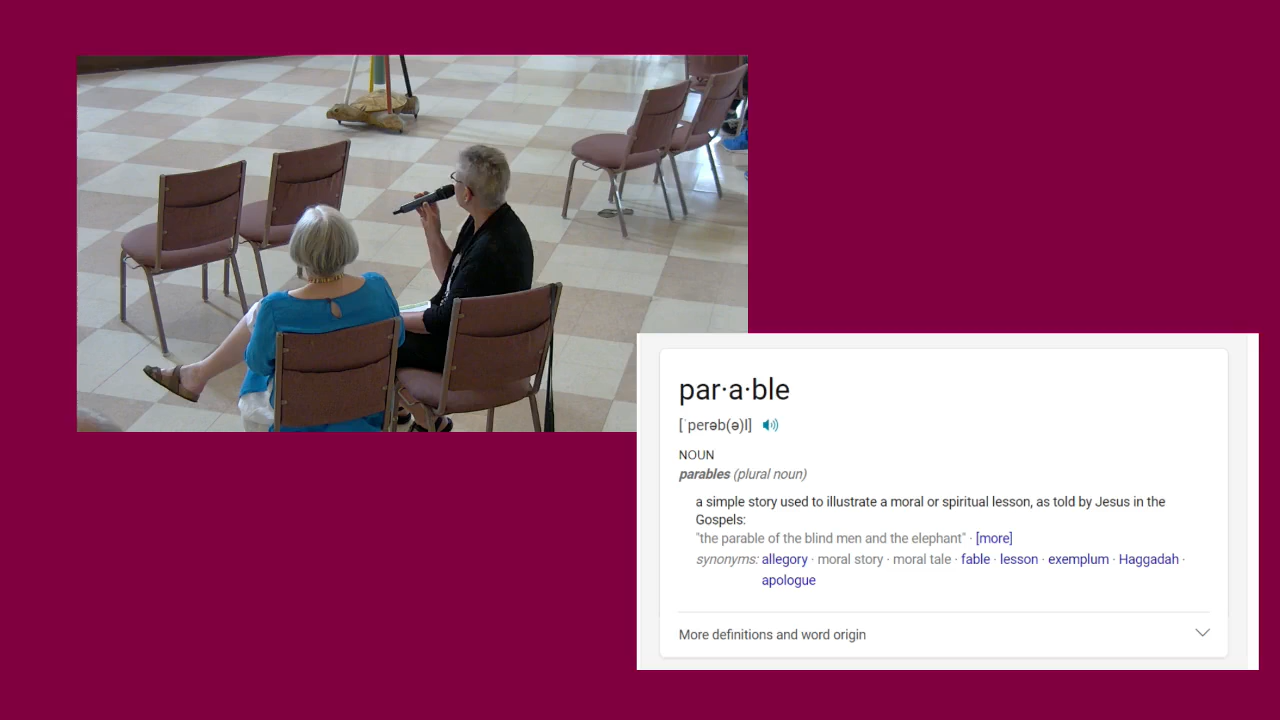 par·a·ble
[ˈperəb(ə)l]
NOUN
parables (plural noun)
a simple story used to illustrate a moral or spiritual lesson, as told by Jesus in the
Gospels:
"the parable of the blind men and the elephant" · [more]
synonyms: allegory · moral story · moral tale · fable · lesson · exemplum · Haggadah ·
apologue
More definitions and word origin